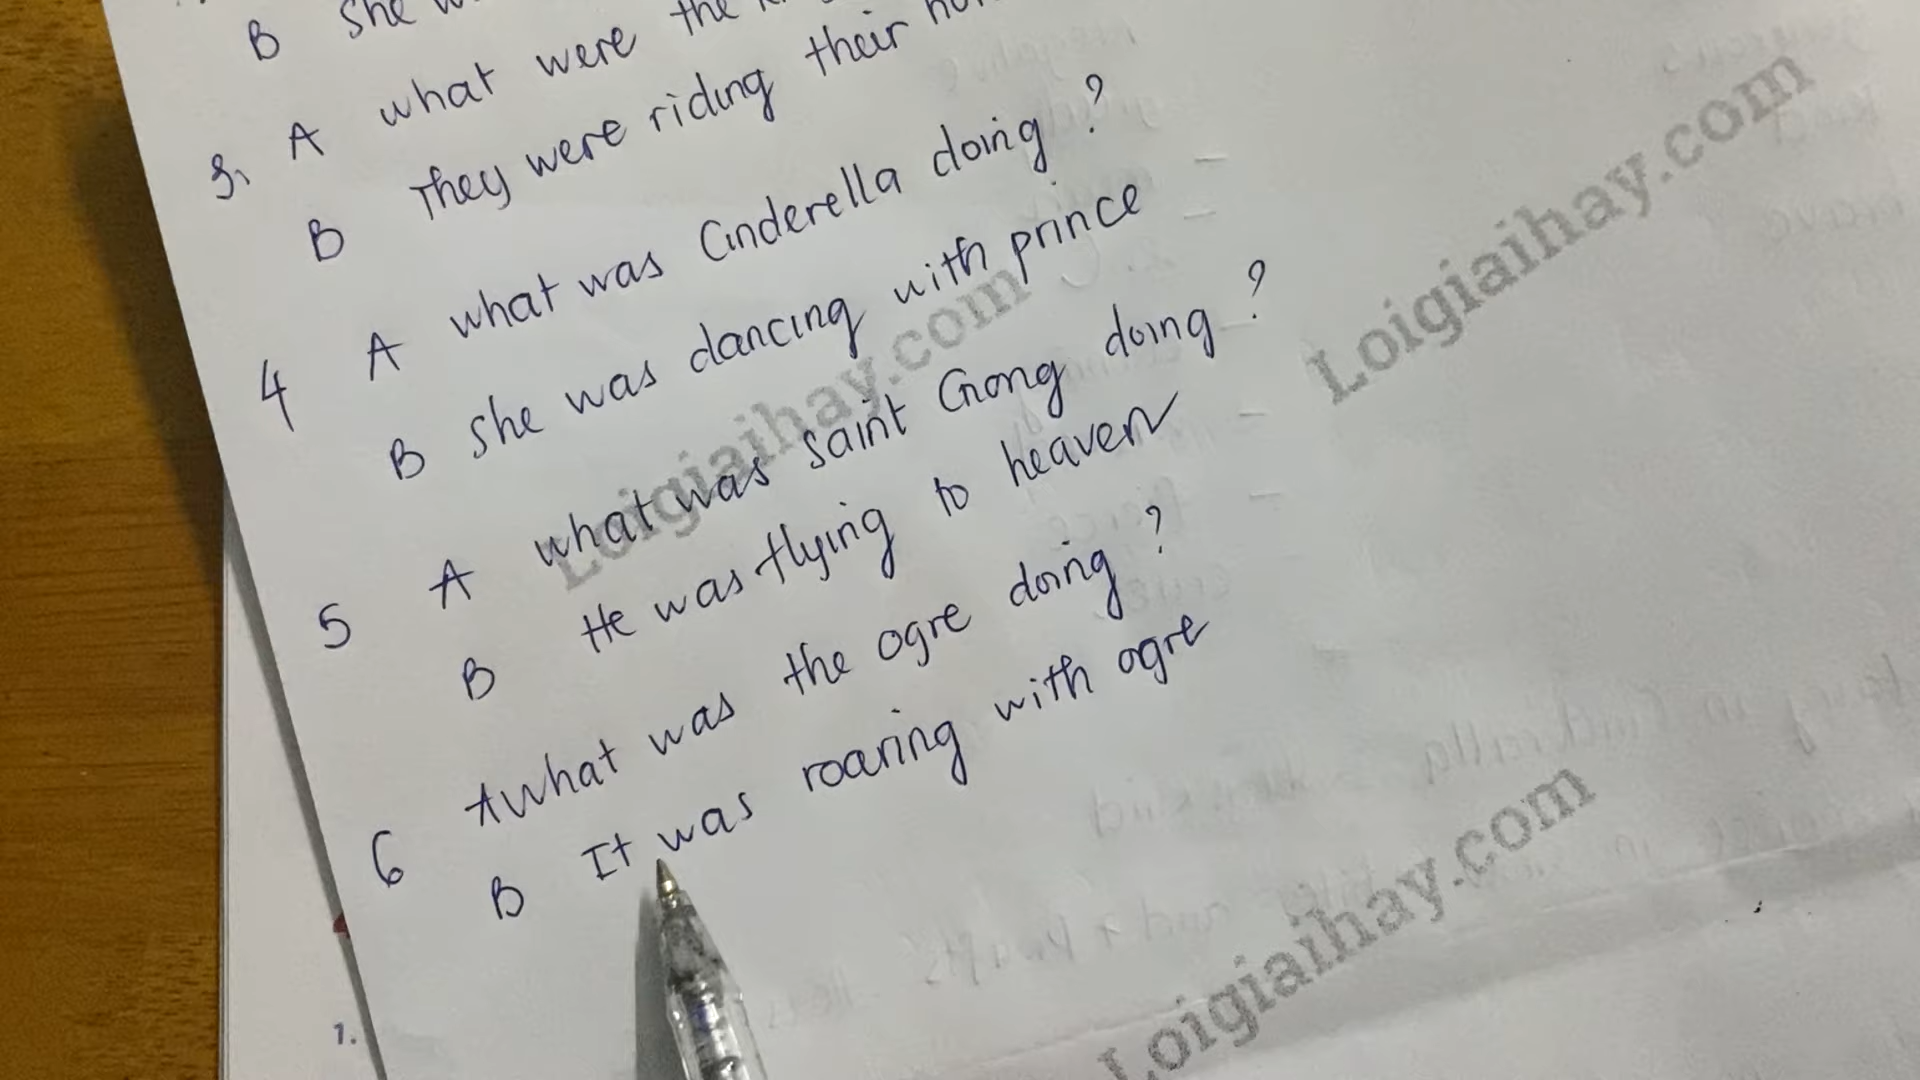 B She
A what were the
3. B They were riding their
4 A what was Cinderella doing ?
B She was dancing with prince
5 A what was saint Giong doing ?
B He was flying to heaven
6 A what was the ogre doing ?
B It was roaring with ogre
1.
Loigiaihay.com
Loigiaihay.com
Loigiaihay.com